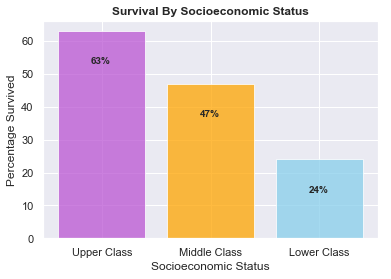 Survival By Socioeconomic Status
Percentage Survived
60
50
40
30
20
10
0
63%
47%
24%
Upper Class
Middle Class
Lower Class
Socioeconomic Status